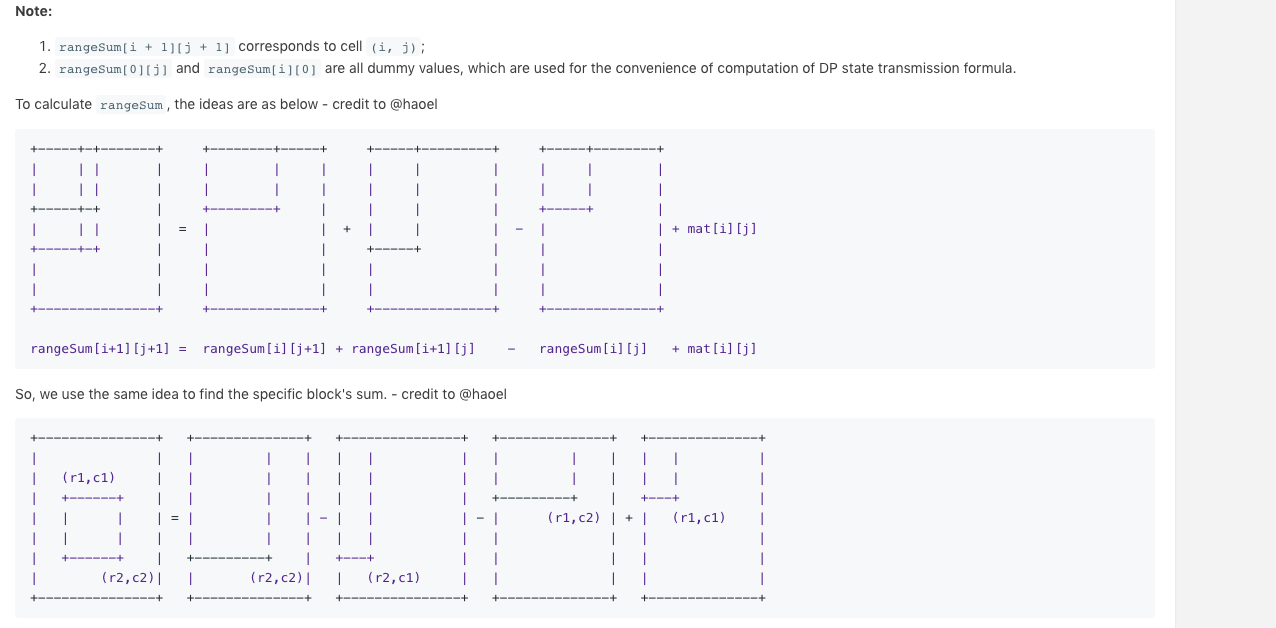 Note:
1. rangeSum[i + 1][j + 1] corresponds to cell (i, j);
2. rangeSum[0][j] and rangeSum[i][0] are all dummy values, which are used for the convenience of computation of DP state transmission formula.
To calculate rangeSum, the ideas are as below - credit to @haoel
+-----+-+-------+     +--------+-----+     +-----+---------+     +-----+--------+
|     | |       |     |        |     |     |     |         |     |     |        |
|     | |       |     |        |     |     |     |         |     |     |        |
+-----+-+       |     +--------+     |     |     |         |     +-----+        |
|     | |       |  =  |              |  +  |     |         |  -  |              | + mat[i][j]
+-----+-+       |     |              |     +-----+         |     |              |
|               |     |              |     |               |     |              |
|               |     |              |     |               |     |              |
+---------------+     +--------------+     +---------------+     +--------------+
rangeSum[i+1][j+1] =  rangeSum[i][j+1] + rangeSum[i+1][j]    -   rangeSum[i][j]   + mat[i][j]
So, we use the same idea to find the specific block's sum. - credit to @haoel
+---------------+   +--------------+   +---------------+   +--------------+   +--------------+
|               |   |         |    |   |   |           |   |         |    |   |   |          |
|   (r1,c1)     |   |         |    |   |   |           |   |         |    |   |   |          |
|   +------+    |   |         |    |   |   |           |   +---------+    |   +---+          |
|   |      |    | = |         |    | - |   |           | - |      (r1,c2) | + |   (r1,c1)    |
|   |      |    |   |         |    |   |   |           |   |              |   |              |
|   +------+    |   +---------+    |   +---+           |   |              |   |              |
|        (r2,c2)|   |       (r2,c2)|   |   (r2,c1)     |   |              |   |              |
+---------------+   +--------------+   +---------------+   +--------------+   +--------------+